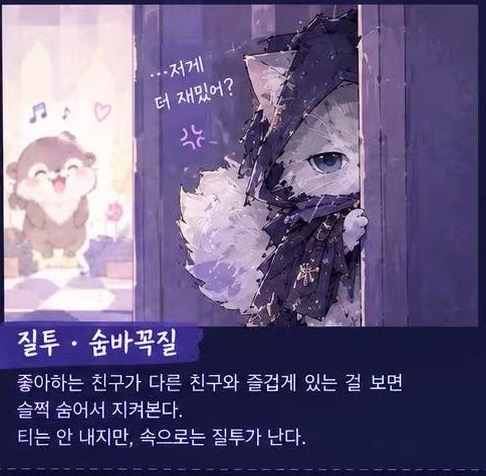 …저게
더 재밌어?
질투 · 숨바꼭질
좋아하는 친구가 다른 친구와 즐겁게 있는 걸 보면
슬쩍 숨어서 지켜본다.
티는 안 내지만, 속으로는 질투가 난다.